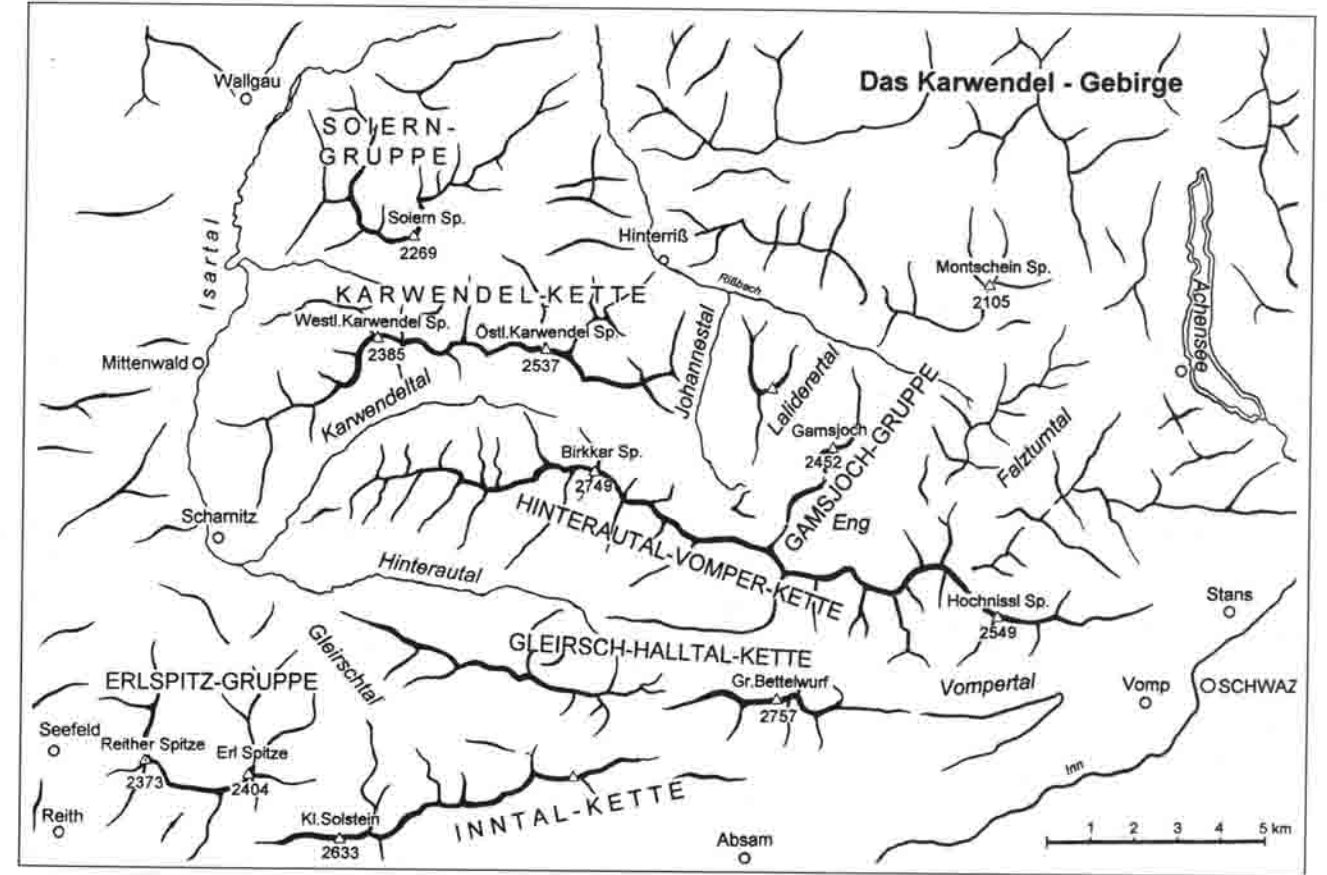 Das Karwendel - Gebirge
Wallgau
SOIERN-
GRUPPE
Soiern Sp.
2269
Isartal
Hinterriß
Rißbach
Montschein Sp.
2105
Achensee
KARWENDEL-KETTE
Westl.Karwendel Sp.
2385
Östl.Karwendel Sp.
2537
Mittenwald
Karwendeltal
Johannestal
Laliderertal
Gamsjoch
2452
GAMSJOCH-GRUPPE
Falzturntal
Eng
Birkkar Sp.
2749
HINTERAUTAL-VOMPER-KETTE
Scharnitz
Hinterautal
Hochnissl Sp.
2549
Stans
Gleirschtal
GLEIRSCH-HALLTAL-KETTE
ERLSPITZ-GRUPPE
Gr.Bettelwurf
2757
Vompertal
Vomp
SCHWAZ
Seefeld
Reither Spitze
2373
Erl Spitze
2404
Inn
Reith
Kl.Solstein
2633
INNTAL-KETTE
Absam
1 2 3 4 5 km